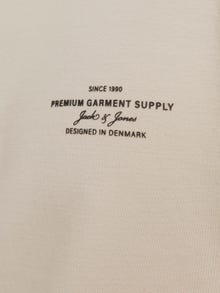 SINCE 1990
PREMIUM GARMENT SUPPLY
Jack & Jones
DESIGNED IN DENMARK